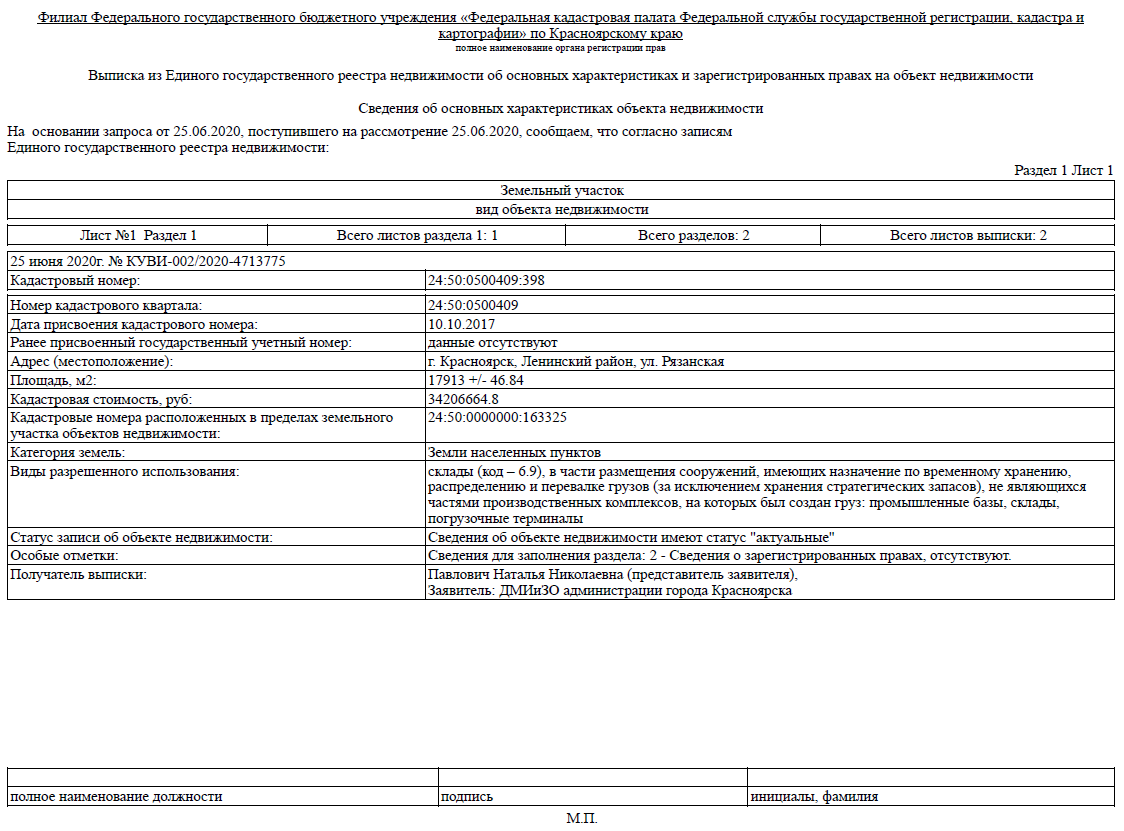 Филиал Федерального государственного бюджетного учреждения «Федеральная кадастровая палата Федеральной службы государственной регистрации, кадастра и
картографии» по Красноярскому краю
полное наименование органа регистрации прав
Выписка из Единого государственного реестра недвижимости об основных характеристиках и зарегистрированных правах на объект недвижимости
Сведения об основных характеристиках объекта недвижимости
На основании запроса от 25.06.2020, поступившего на рассмотрение 25.06.2020, сообщаем, что согласно записям
Единого государственного реестра недвижимости:
Раздел 1 Лист 1
Земельный участок
вид объекта недвижимости
Лист №1 Раздел 1 Всего листов раздела 1: 1 Всего разделов: 2 Всего листов выписки: 2
25 июня 2020г. № КУВИ-002/2020-4713775
Кадастровый номер: 24:50:0500409:398
Номер кадастрового квартала: 24:50:0500409
Дата присвоения кадастрового номера: 10.10.2017
Ранее присвоенный государственный учетный номер: данные отсутствуют
Адрес (местоположение): г. Красноярск, Ленинский район, ул. Рязанская
Площадь, м2: 17913 +/- 46.84
Кадастровая стоимость, руб: 34206664.8
Кадастровые номера расположенных в пределах земельного 24:50:0000000:163325
участка объектов недвижимости:
Категория земель: Земли населенных пунктов
Виды разрешенного использования: склады (код – 6.9), в части размещения сооружений, имеющих назначение по временному хранению,
распределению и перевалке грузов (за исключением хранения стратегических запасов), не являющихся
частями производственных комплексов, на которых был создан груз: промышленные базы, склады,
погрузочные терминалы
Статус записи об объекте недвижимости: Сведения об объекте недвижимости имеют статус "актуальные"
Особые отметки: Сведения для заполнения раздела: 2 - Сведения о зарегистрированных правах, отсутствуют.
Получатель выписки: Павлович Наталья Николаевна (представитель заявителя),
Заявитель: ДМИиЗО администрации города Красноярска
полное наименование должности подпись инициалы, фамилия
М.П.